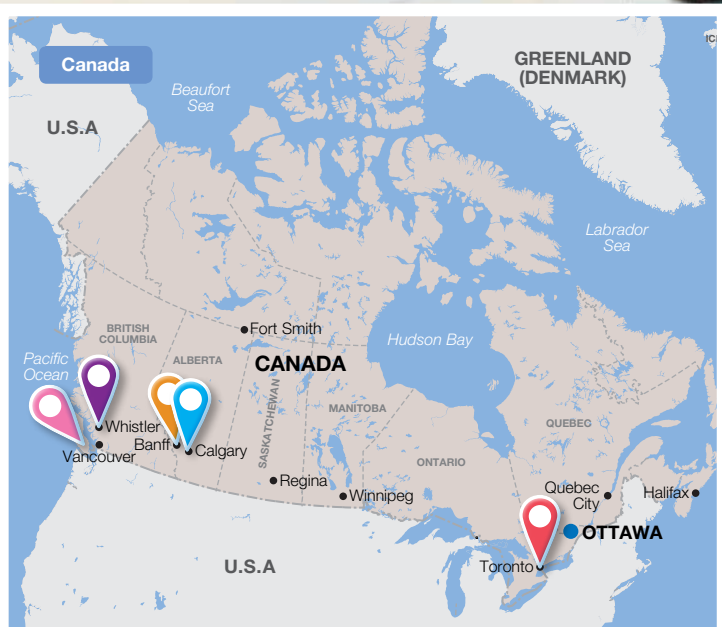 Canada
GREENLAND
(DENMARK)
Beaufort
Sea
U.S.A
Labrador
Sea
Fort Smith
BRITISH
COLUMBIA
Hudson Bay
Pacific
Ocean
ALBERTA
CANADA
SASKATCHEWAN
MANITOBA
Whistler
QUEBEC
Banff
Calgary
Vancouver
ONTARIO
Regina
Winnipeg
Quebec
City
Halifax
OTTAWA
U.S.A
Toronto